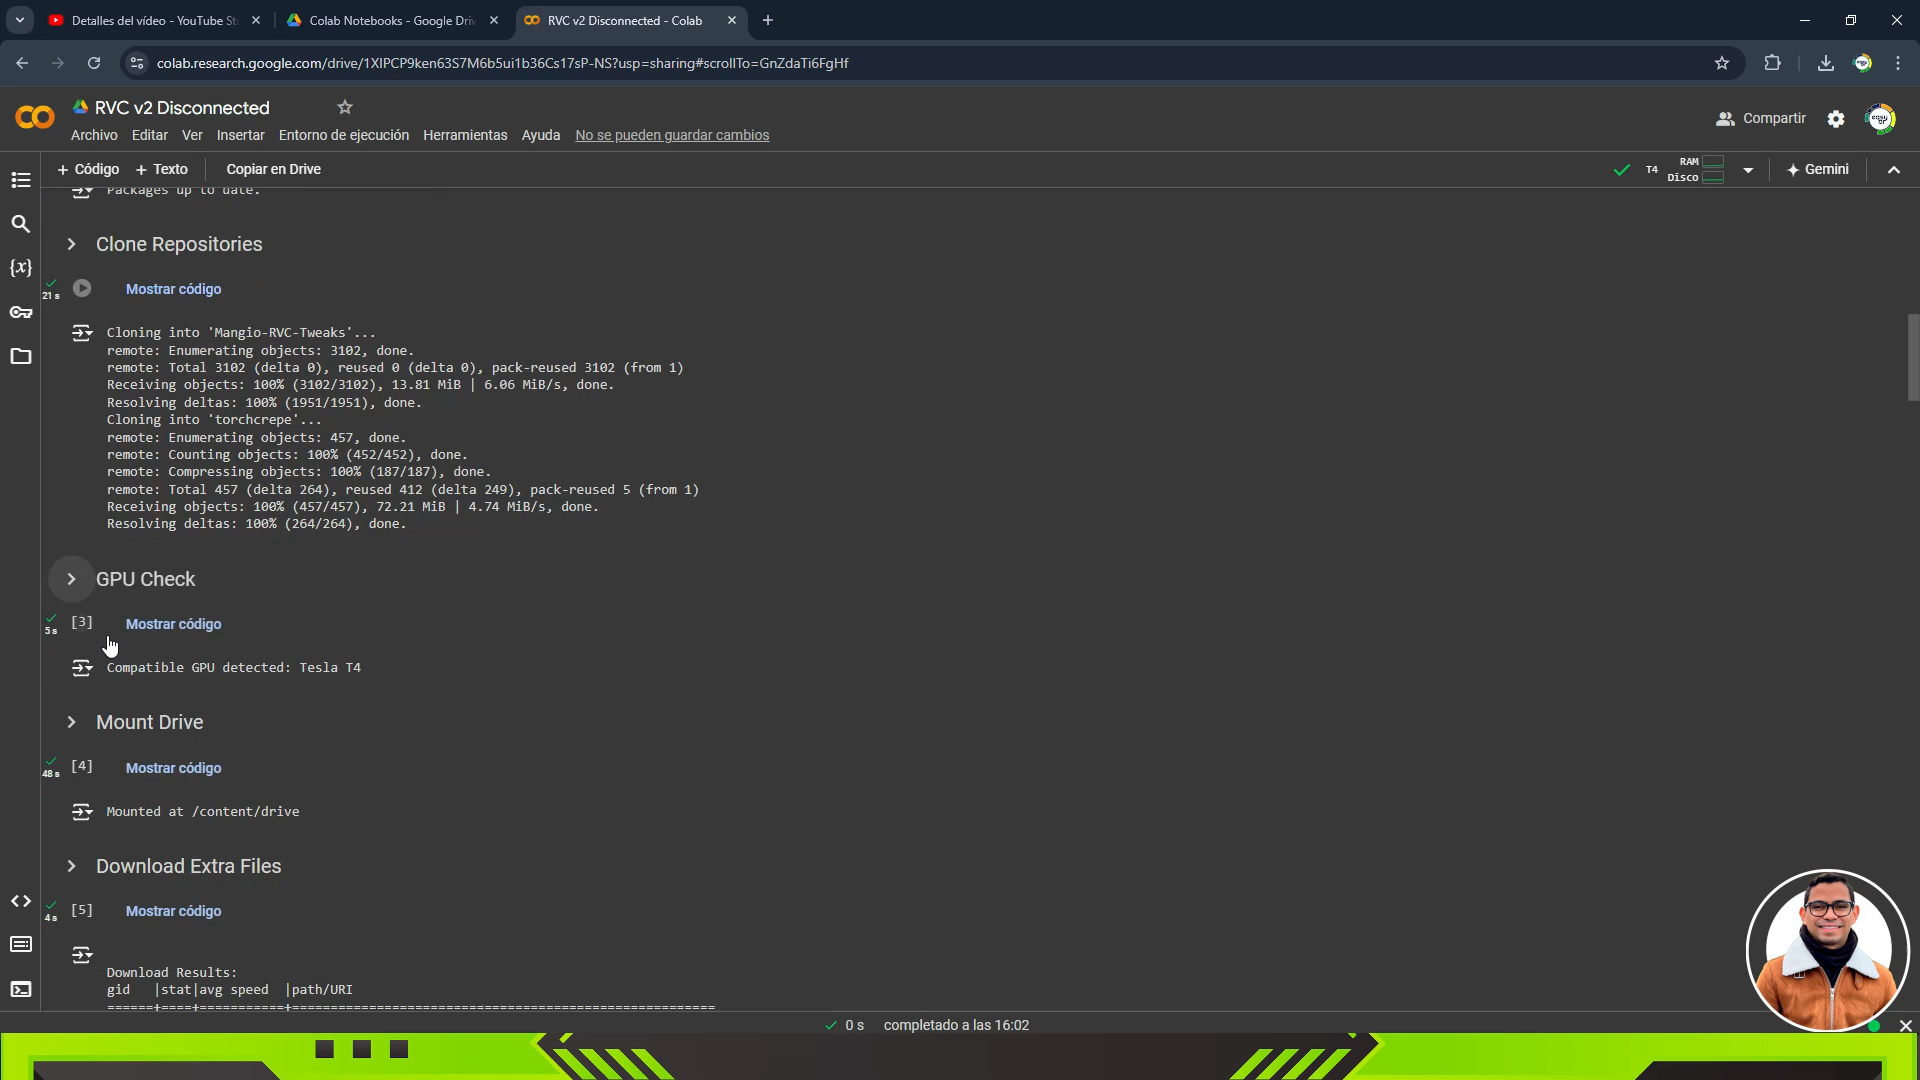 Detalles del vídeo - YouTube St
Colab Notebooks - Google Driv
RVC v2 Disconnected - Colab
colab.research.google.com/drive/1XIPCP9ken63S7M6b5ui1b36Cs17sP-NS?usp=sharing#scrollTo=GnZdaTi6FgHf
RVC v2 Disconnected
Archivo Editar Ver Insertar Entorno de ejecución Herramientas Ayuda No se pueden guardar cambios
Compartir
+ Código + Texto Copiar en Drive
T4 RAM
Disco
Gemini
Packages up to date.
Clone Repositories
21 s
Mostrar código
Cloning into 'Mangio-RVC-Tweaks'...
remote: Enumerating objects: 3102, done.
remote: Total 3102 (delta 0), reused 0 (delta 0), pack-reused 3102 (from 1)
Receiving objects: 100% (3102/3102), 13.81 MiB | 6.06 MiB/s, done.
Resolving deltas: 100% (1951/1951), done.
Cloning into 'torchcrepe'...
remote: Enumerating objects: 457, done.
remote: Counting objects: 100% (452/452), done.
remote: Compressing objects: 100% (187/187), done.
remote: Total 457 (delta 264), reused 412 (delta 249), pack-reused 5 (from 1)
Receiving objects: 100% (457/457), 72.21 MiB | 4.74 MiB/s, done.
Resolving deltas: 100% (264/264), done.
GPU Check
5 s [3] Mostrar código
Compatible GPU detected: Tesla T4
Mount Drive
48 s [4] Mostrar código
Mounted at /content/drive
Download Extra Files
4 s [5] Mostrar código
Download Results:
gid |stat|avg speed |path/URI
======+====+===========+=======================================================
0 s completado a las 16:02